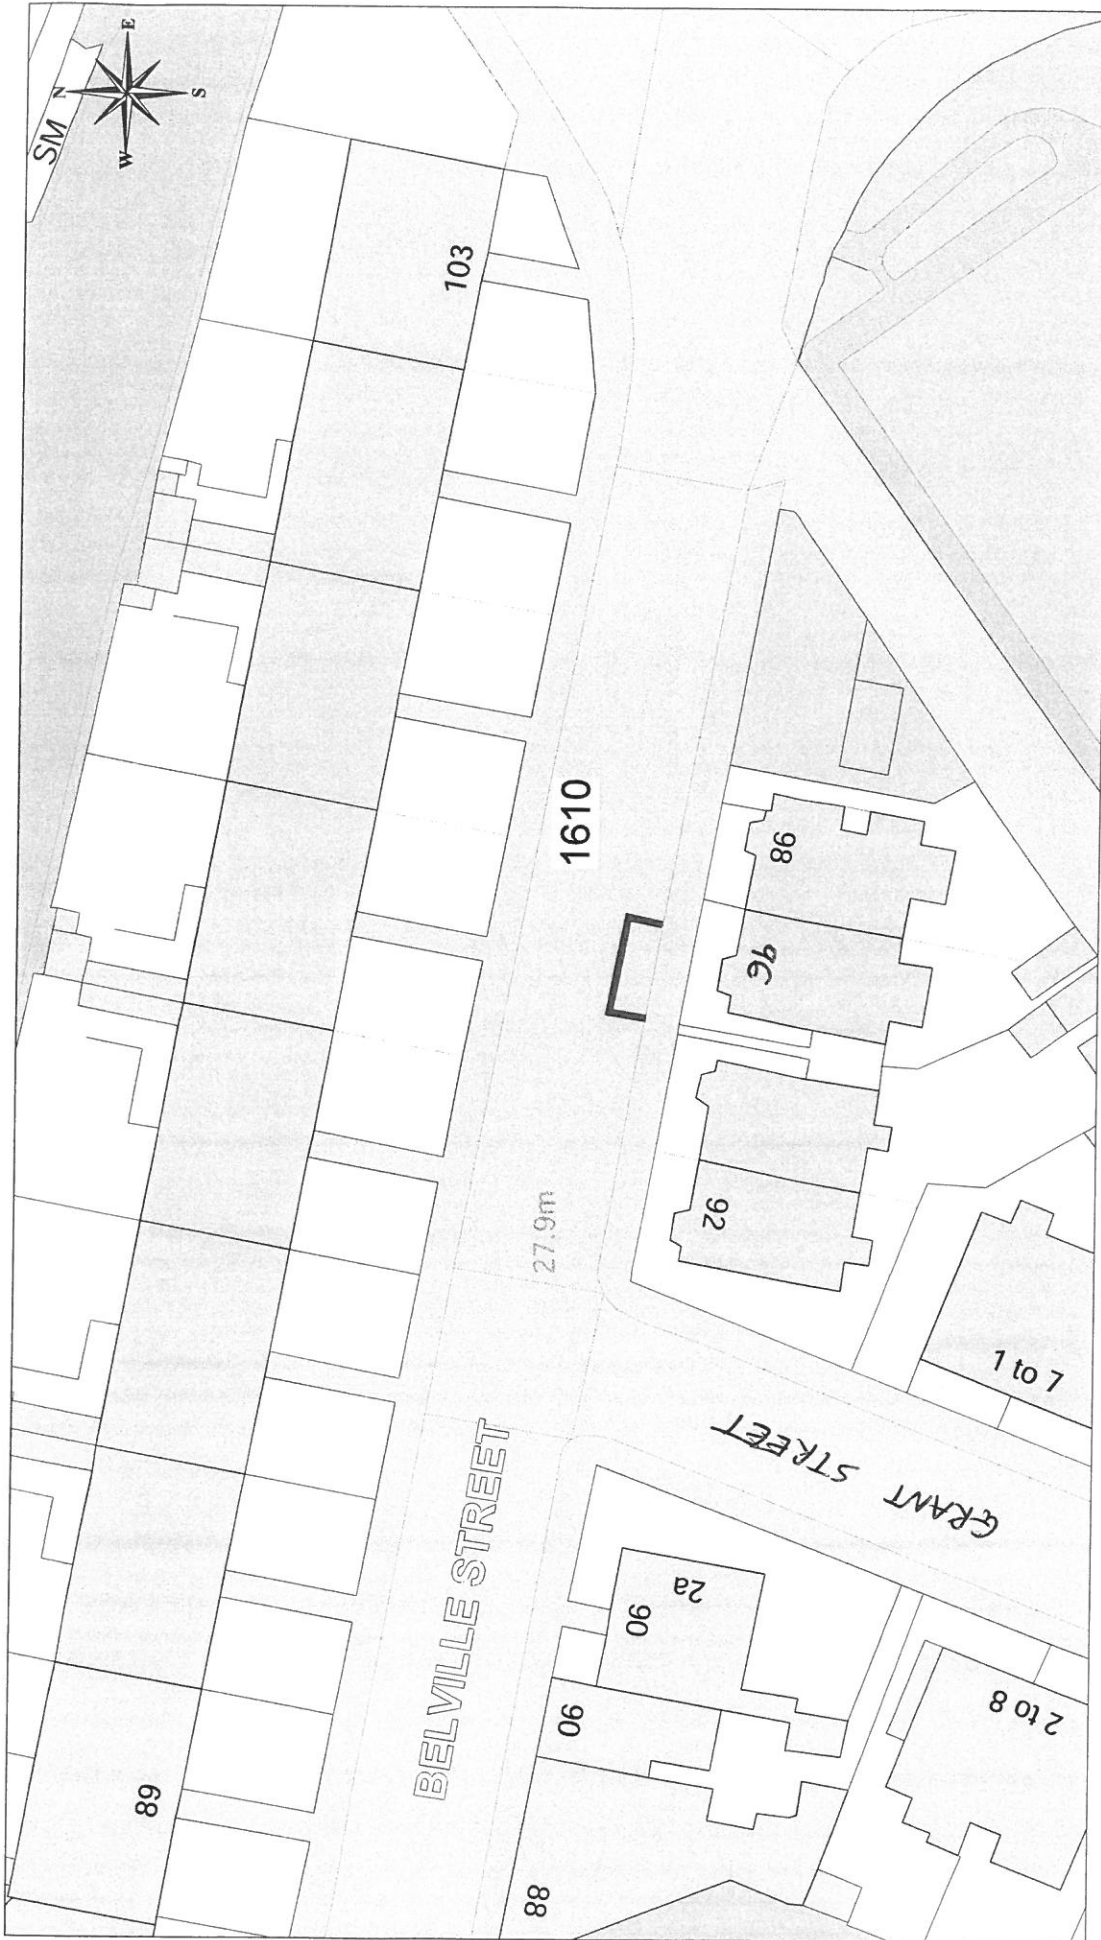 N
E
S
W
SM
103
1610
98
96
27.9m
92
1 to 7
BELVILLE STREET
GRANT STREET
2a
90
90
2 to 8
89
88